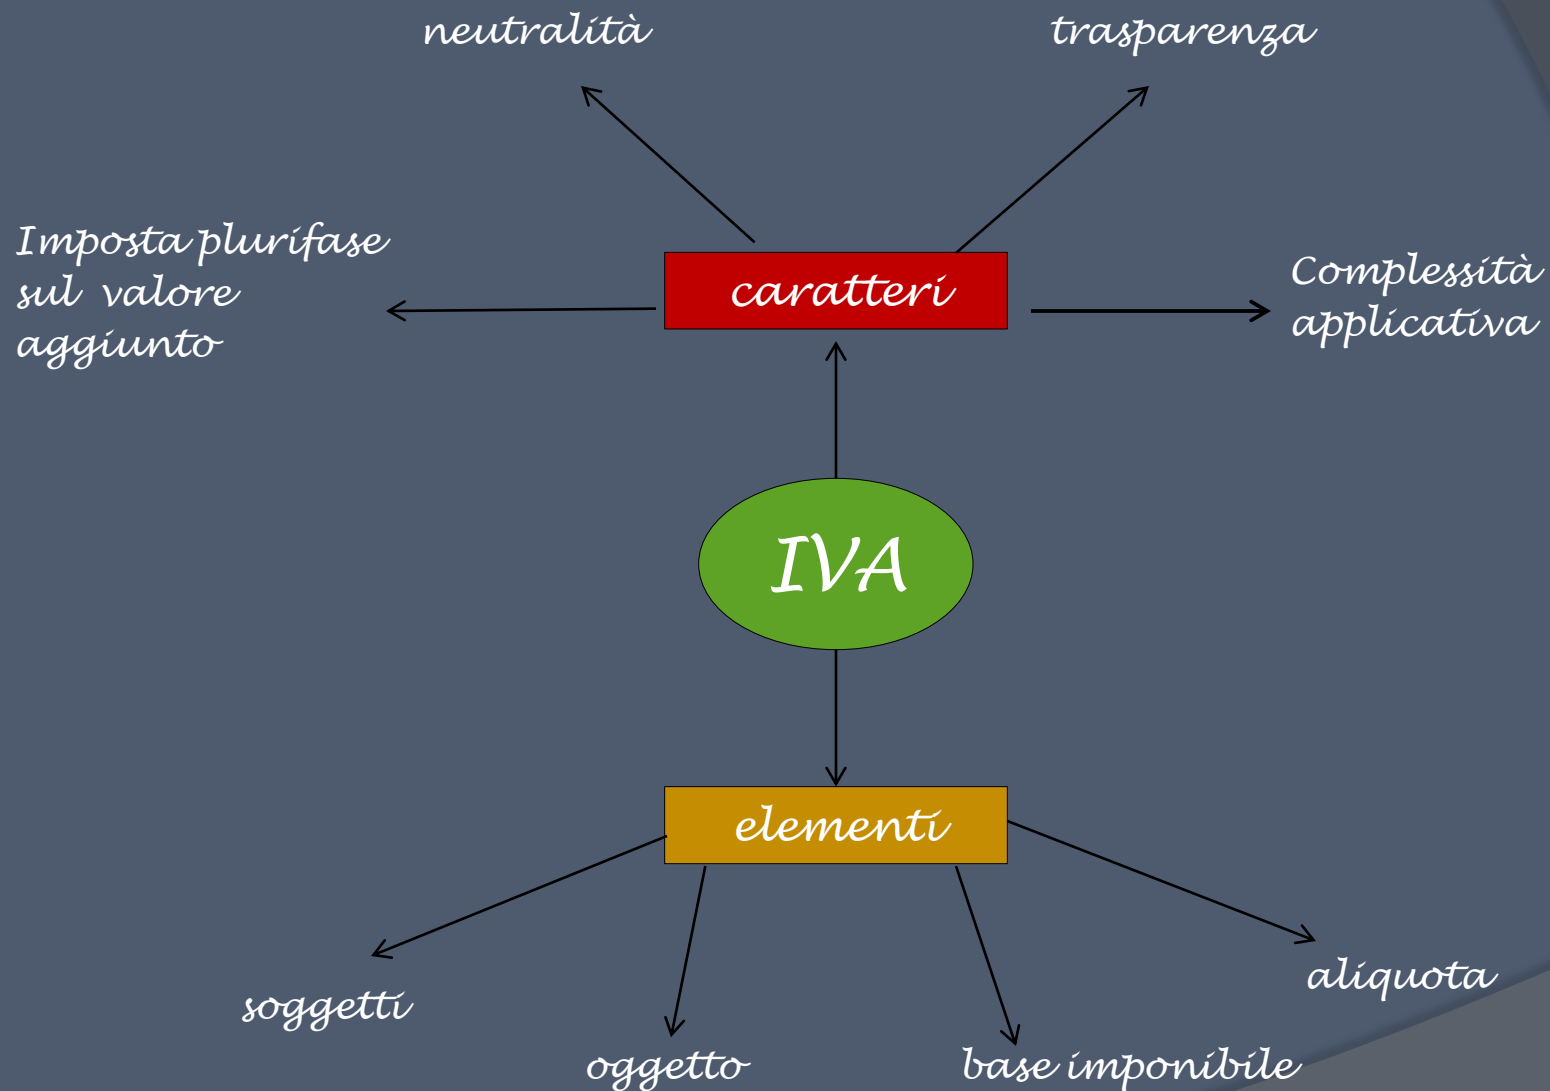 neutralità
trasparenza
Imposta plurifase
sul valore
aggiunto
caratteri
Complessità
applicativa
IVA
elementi
soggetti
oggetto
base imponibile
aliquota